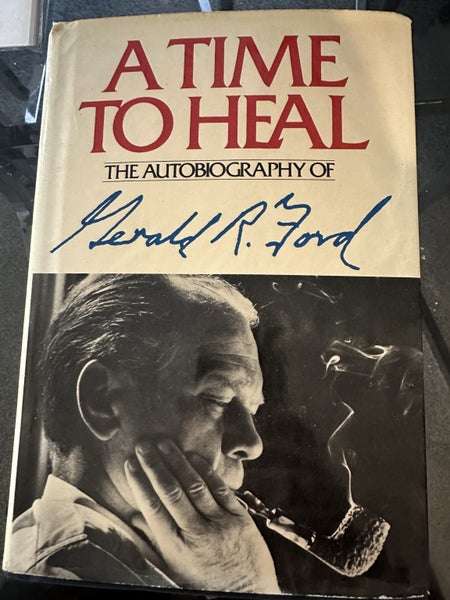 A TIME
TO HEAL
THE AUTOBIOGRAPHY OF
Gerald R. Ford